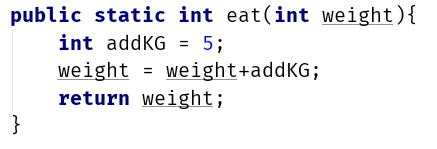 public static int eat(int weight){
    int addKG = 5;
    weight = weight+addKG;
    return weight;
}